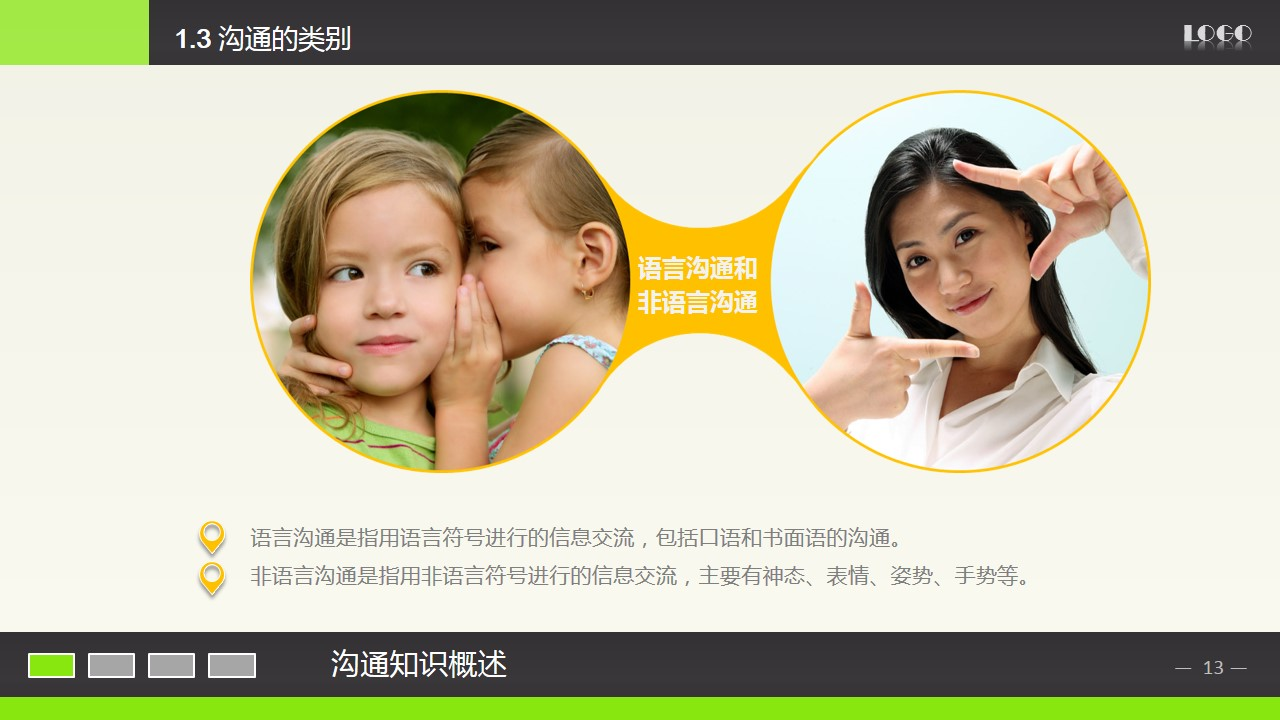 1.3 沟通的类别
LOGO
语言沟通和
非语言沟通
语言沟通是指用语言符号进行的信息交流，包括口语和书面语的沟通。
非语言沟通是指用非语言符号进行的信息交流，主要有神态、表情、姿势、手势等。
沟通知识概述
— 13 —